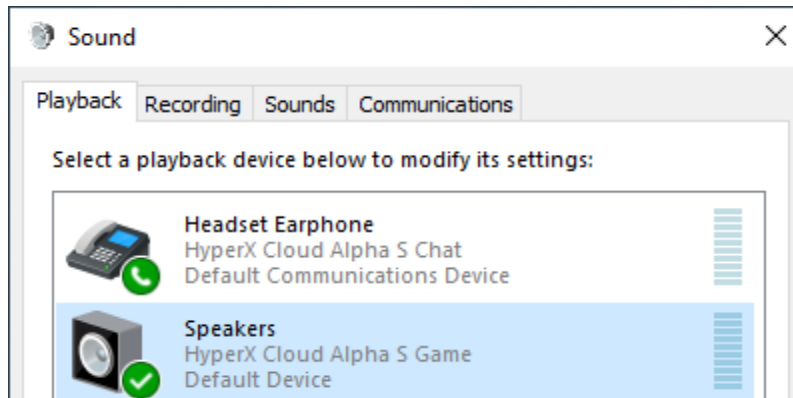 Sound
Playback Recording Sounds Communications
Select a playback device below to modify its settings:
Headset Earphone
HyperX Cloud Alpha S Chat
Default Communications Device
Speakers
HyperX Cloud Alpha S Game
Default Device